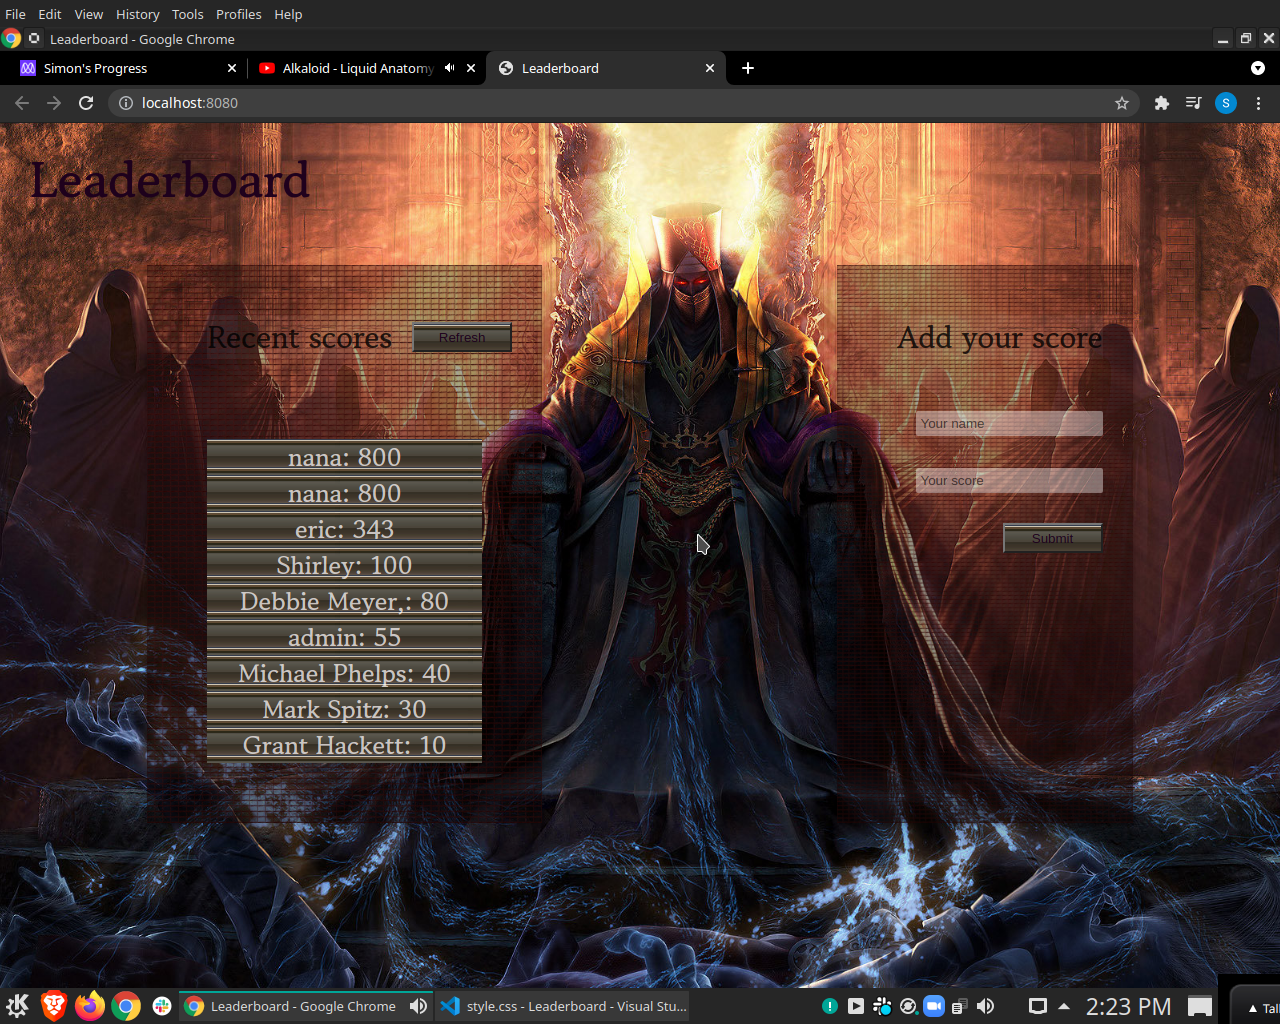 File Edit View History Tools Profiles Help
Leaderboard - Google Chrome
Simon's Progress
Alkaloid - Liquid Anatomy
Leaderboard
localhost:8080
S
Leaderboard
Recent scores
Refresh
nana: 800
nana: 800
eric: 343
Shirley: 100
Debbie Meyer,: 80
admin: 55
Michael Phelps: 40
Mark Spitz: 30
Grant Hackett: 10
Add your score
Your name
Your score
Submit
Leaderboard - Google Chrome
style.css - Leaderboard - Visual Stu...
2:23 PM
▲ Tal